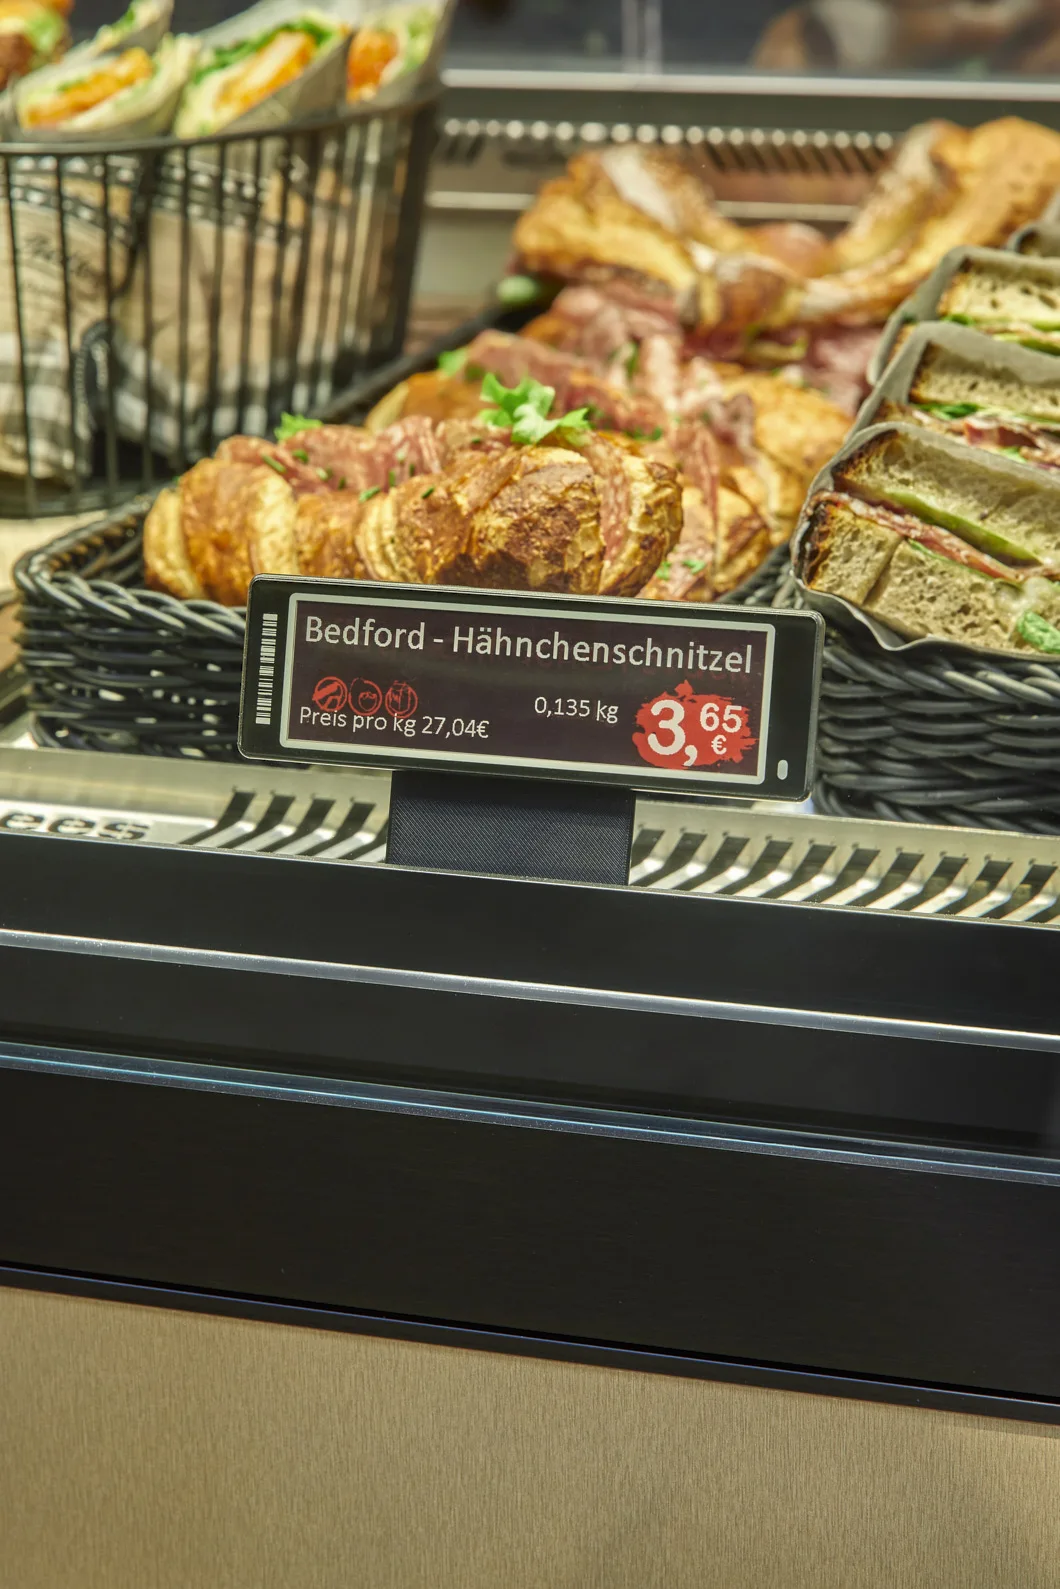 Bedford - Hähnchenschnitzel
0,135 kg
3,65 €
Preis pro kg 27,04€